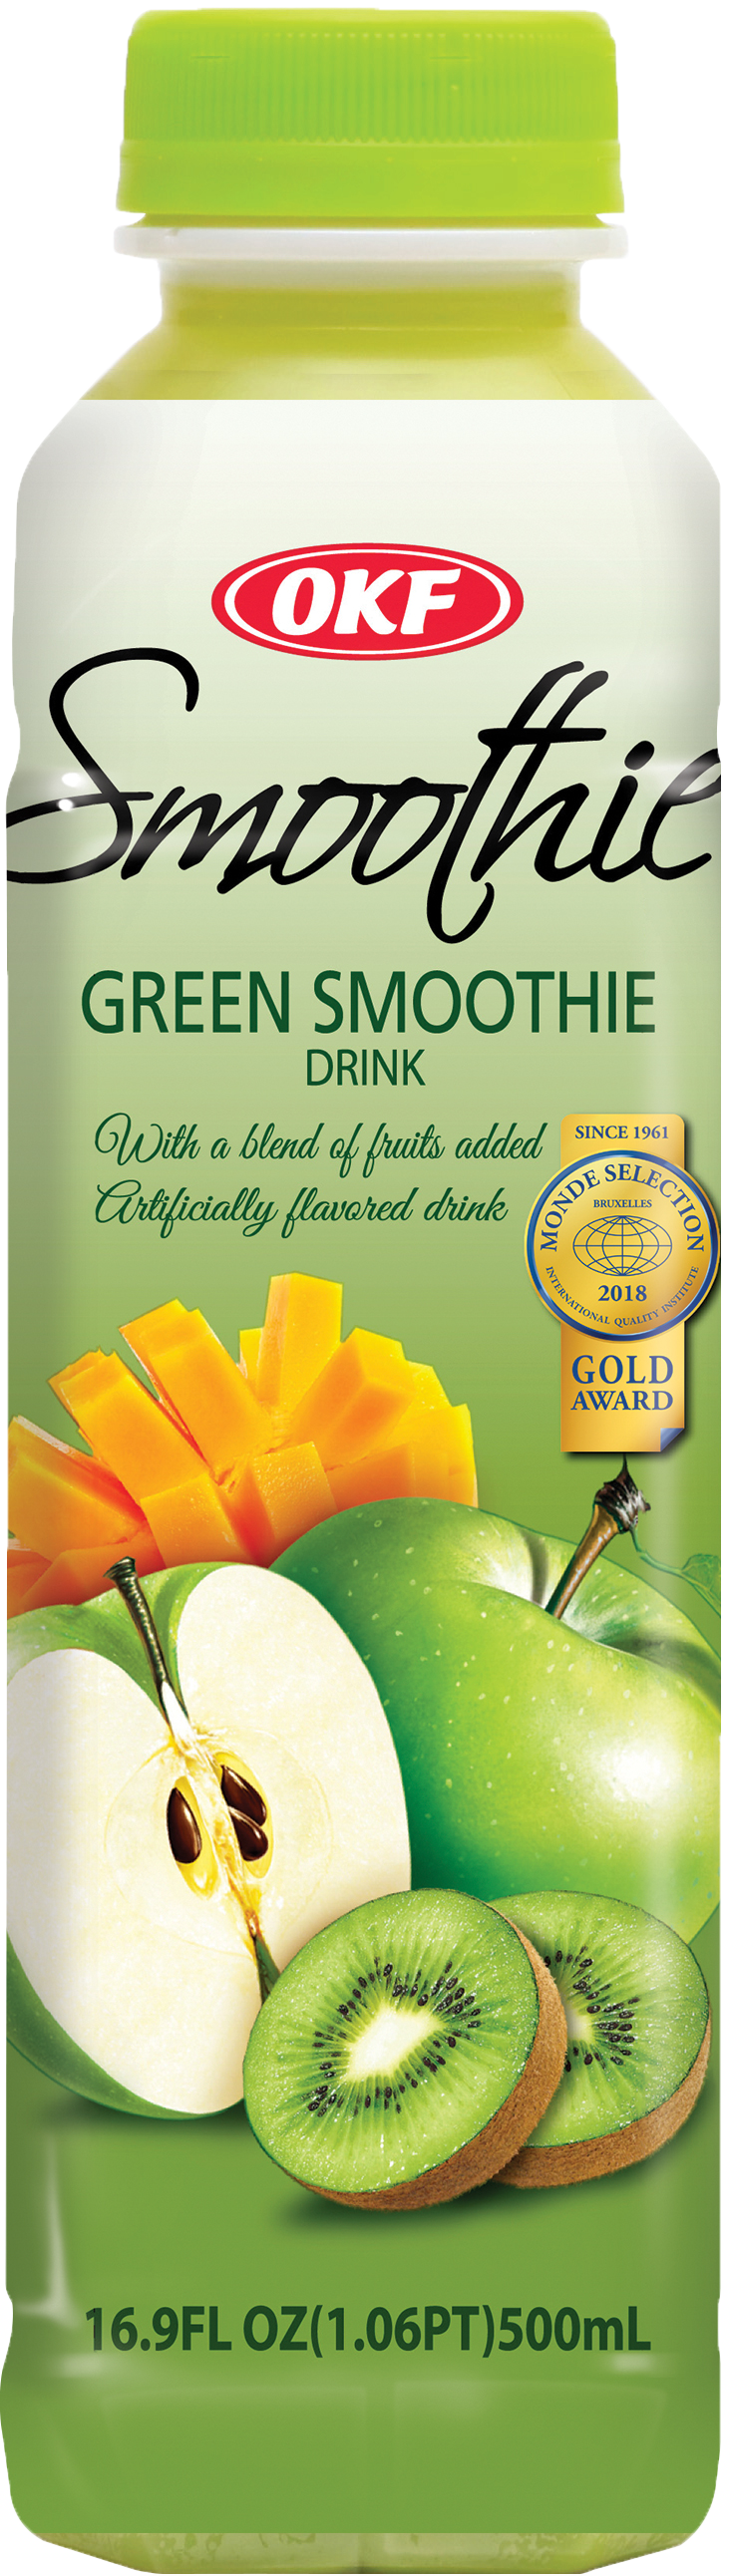 OKF
Smoothie
GREEN SMOOTHIE
DRINK
With a blend of fruits added
Artificially flavored drink
SINCE 1961
MONDE SELECTION
BRUXELLES
2018
INTERNATIONAL QUALITY INSTITUTE
GOLD
AWARD
16.9FL OZ(1.06PT)500mL